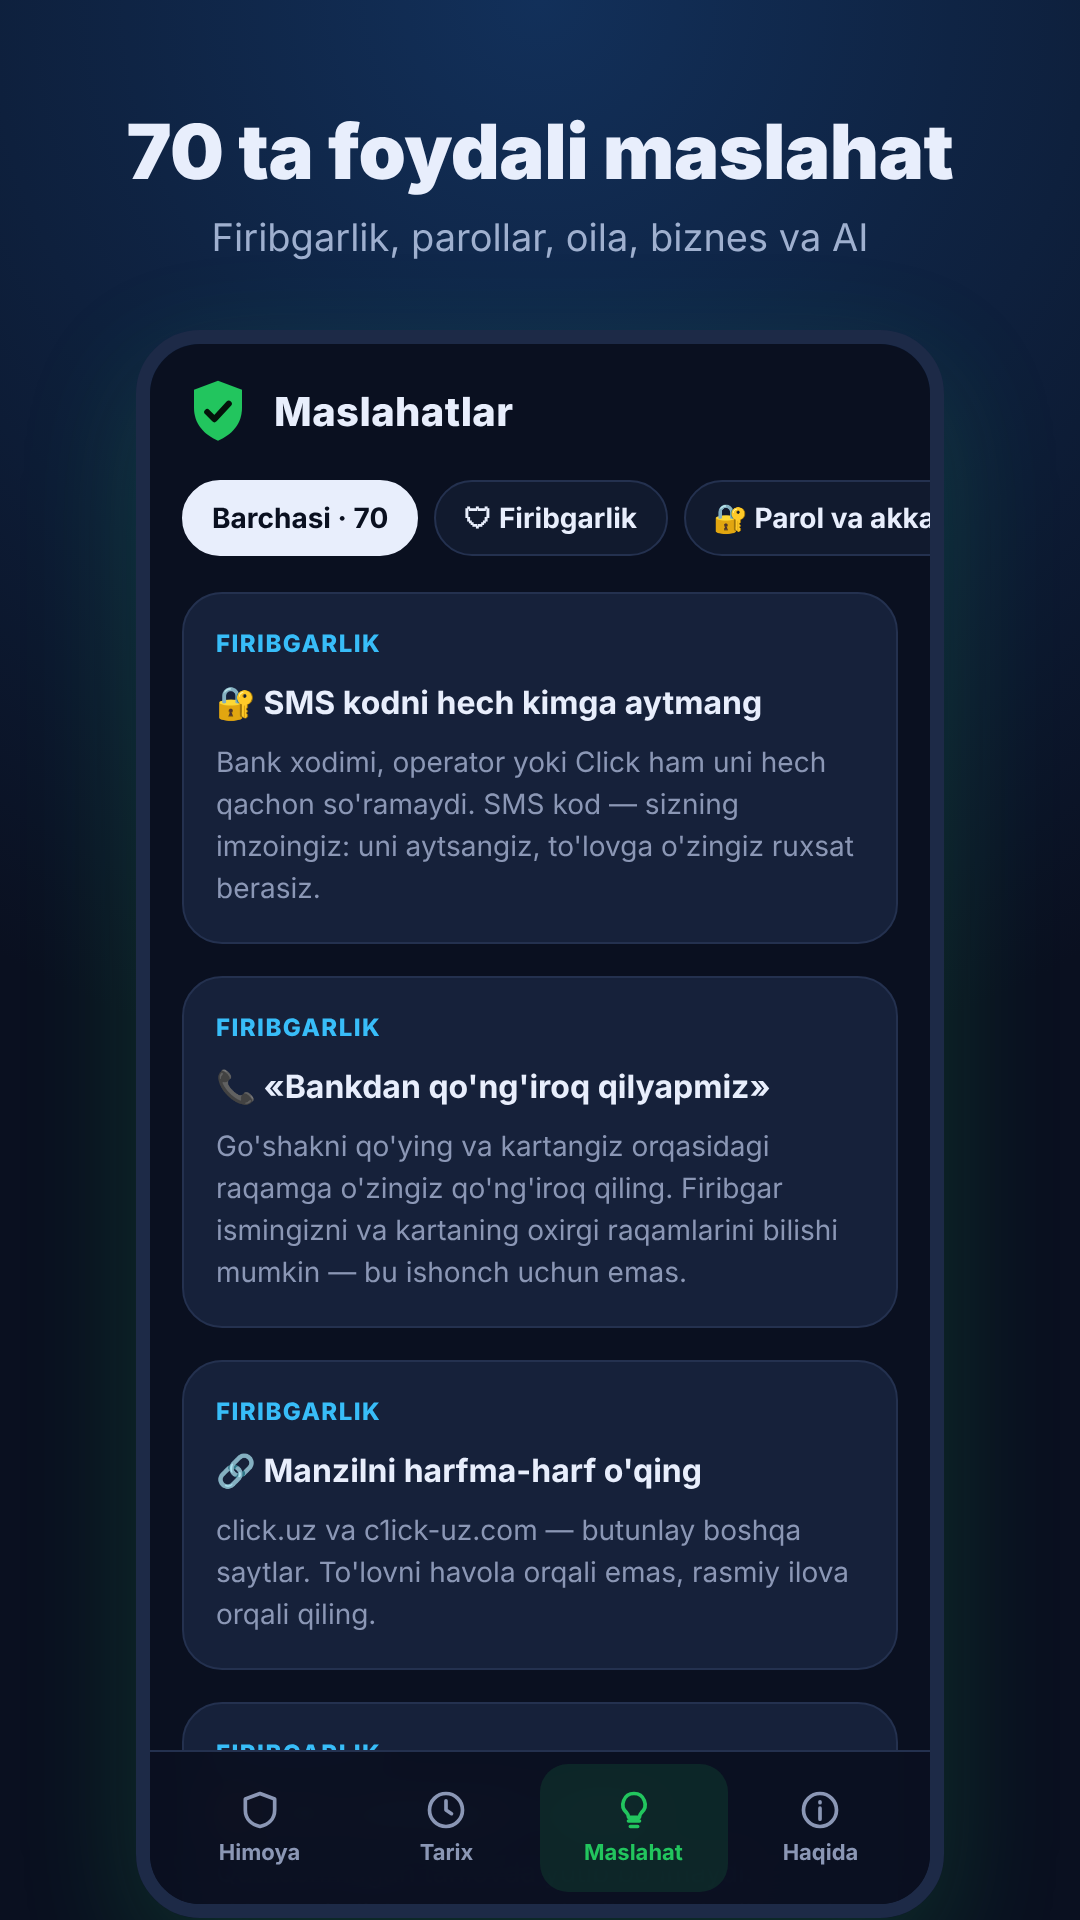 70 ta foydali maslahat
Firibgarlik, parollar, oila, biznes va AI
Maslahatlar
Barchasi · 70
🛡 Firibgarlik
🔐 Parol va akka
FIRIBGARLIK
🔐 SMS kodni hech kimga aytmang
Bank xodimi, operator yoki Click ham uni hech
qachon so'ramaydi. SMS kod — sizning
imzoingiz: uni aytsangiz, to'lovga o'zingiz ruxsat
berasiz.
FIRIBGARLIK
📞 «Bankdan qo'ng'iroq qilyapmiz»
Go'shakni qo'ying va kartangiz orqasidagi
raqamga o'zingiz qo'ng'iroq qiling. Firibgar
ismingizni va kartaning oxirgi raqamlarini bilishi
mumkin — bu ishonch uchun emas.
FIRIBGARLIK
🔗 Manzilni harfma-harf o'qing
click.uz va c1ick-uz.com — butunlay boshqa
saytlar. To'lovni havola orqali emas, rasmiy ilova
orqali qiling.
FIRIBGARLIK
Himoya
Tarix
Maslahat
Haqida